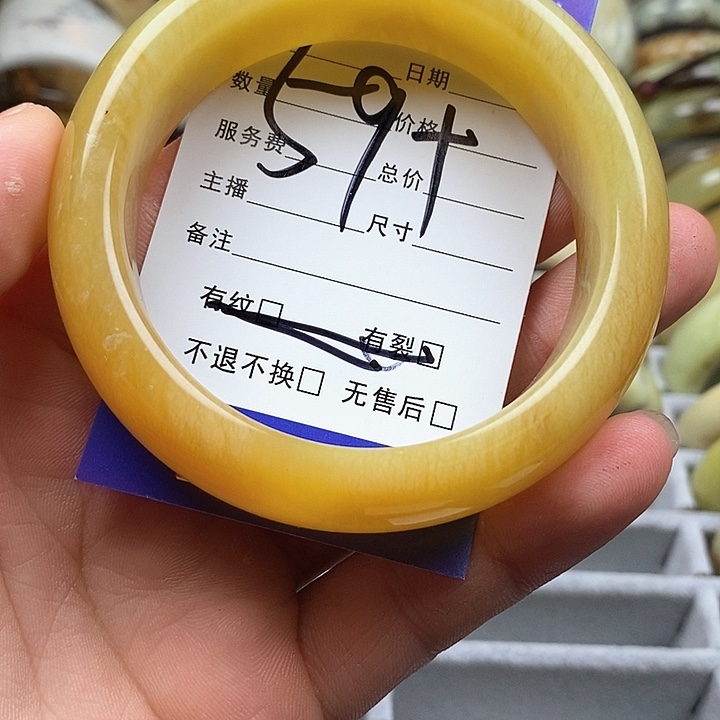 日期
数量 价格
59+
服务费 总价
主播 尺寸
备注
有纹□ 有裂□
不退不换□ 无售后□